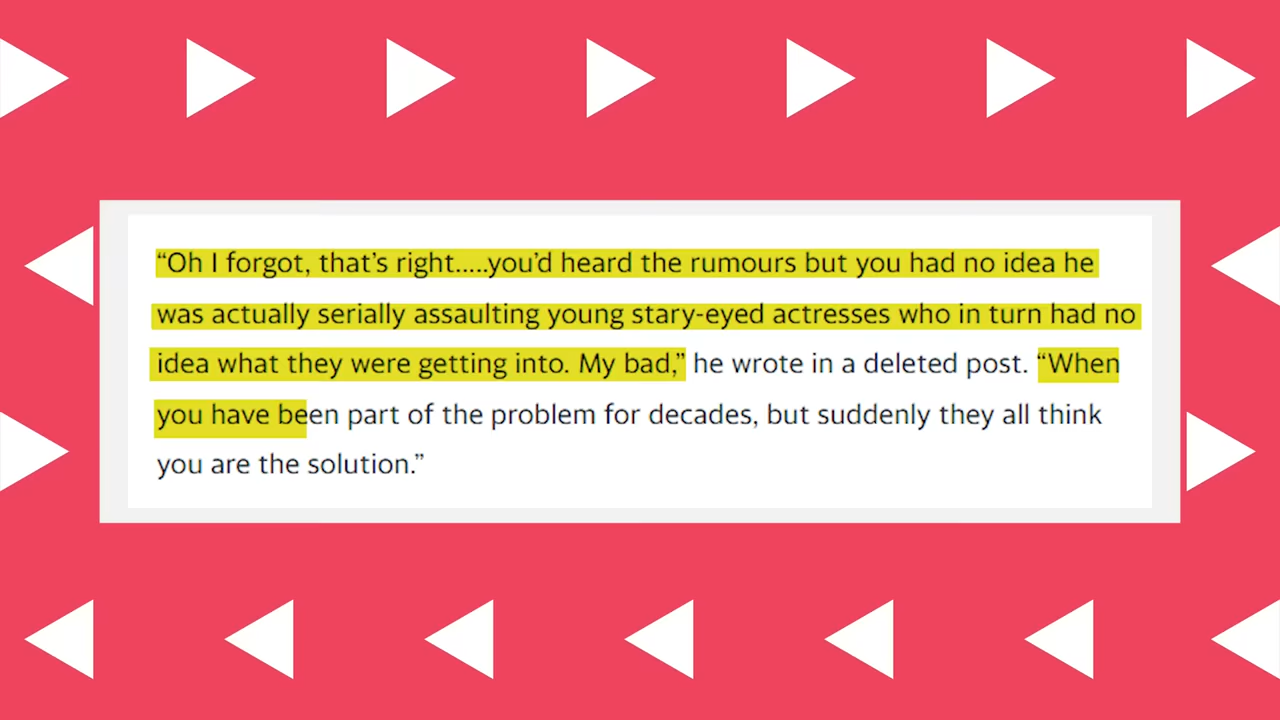 “Oh I forgot, that’s right.....you’d heard the rumours but you had no idea he
was actually serially assaulting young stary-eyed actresses who in turn had no
idea what they were getting into. My bad,” he wrote in a deleted post. “When
you have been part of the problem for decades, but suddenly they all think
you are the solution.”